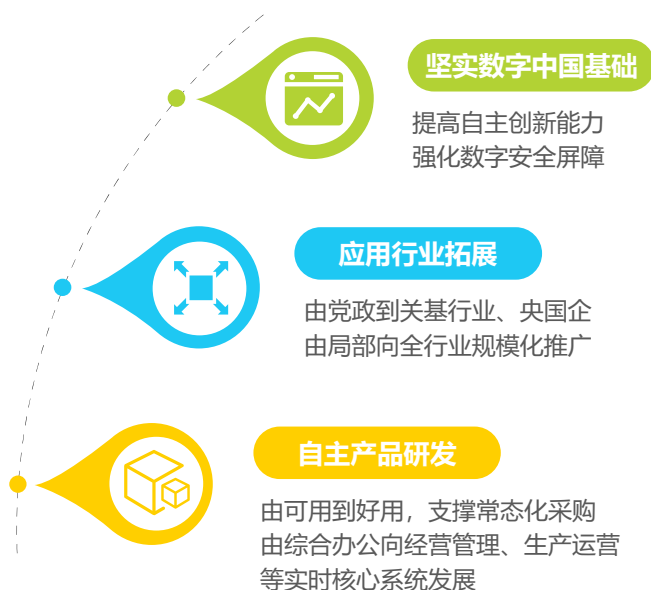 坚实数字中国基础
提高自主创新能力
强化数字安全屏障
应用行业拓展
由党政到关基行业、央国企
由局部向全行业规模化推广
自主产品研发
由可用到好用，支撑常态化采购
由综合办公向经营管理、生产运营
等实时核心系统发展